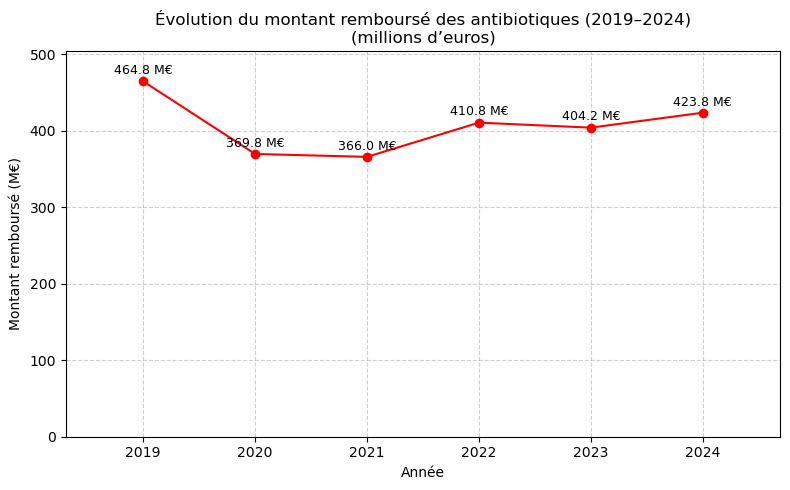 Évolution du montant remboursé des antibiotiques (2019–2024)
(millions d’euros)
Montant remboursé (M€)
500
400
300
200
100
0
464.8 M€
369.8 M€
366.0 M€
410.8 M€
404.2 M€
423.8 M€
2019
2020
2021
2022
2023
2024
Année